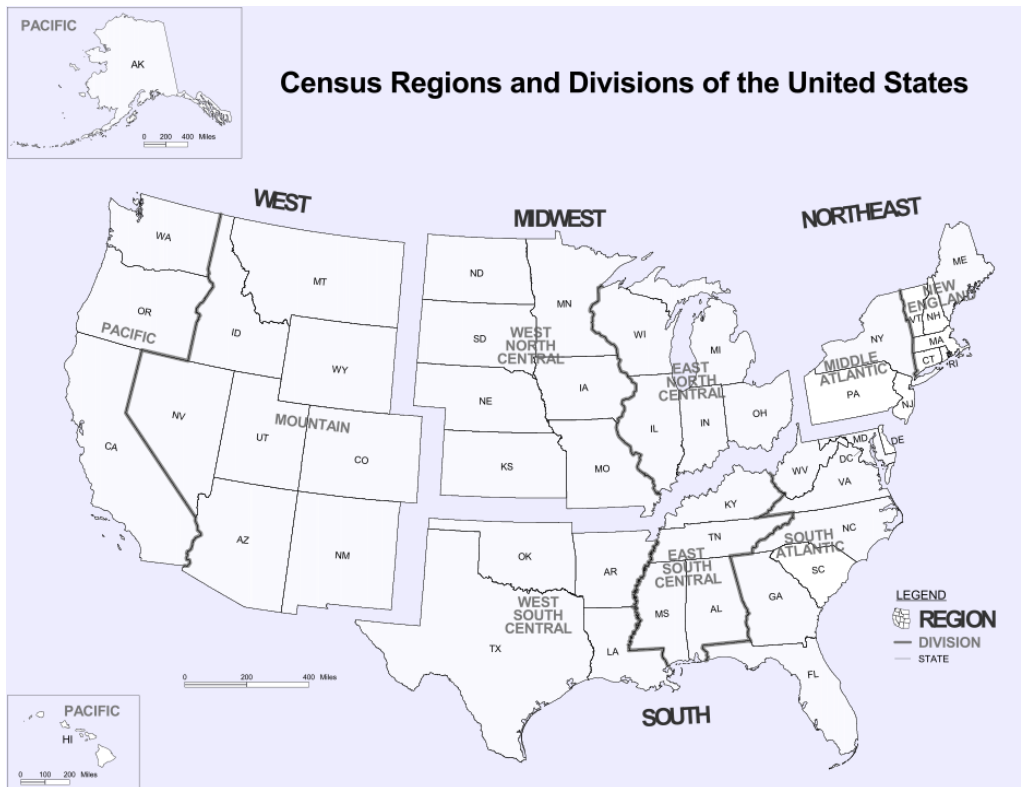 PACIFIC
AK
0 200 400 Miles
Census Regions and Divisions of the United States
WEST
MIDWEST
NORTHEAST
WA
MT
OR
ID
PACIFIC
WY
NV
UT
MOUNTAIN
CO
CA
AZ
NM
ND
MN
SD
WEST
NORTH
CENTRAL
NE
IA
KS
MO
WI
MI
EAST
NORTH
CENTRAL
IL
IN
OH
ME
NEW
ENGLAND
VT
NH
NY
MA
CT
RI
MIDDLE
ATLANTIC
PA
NJ
MD
DE
DC
WV
VA
KY
NC
TN
SOUTH
ATLANTIC
SC
OK
AR
EAST
SOUTH
CENTRAL
MS
AL
GA
WEST
SOUTH
CENTRAL
TX
LA
FL
SOUTH
LEGEND
REGION
DIVISION
STATE
0 200 400 Miles
PACIFIC
HI
0 100 200 Miles